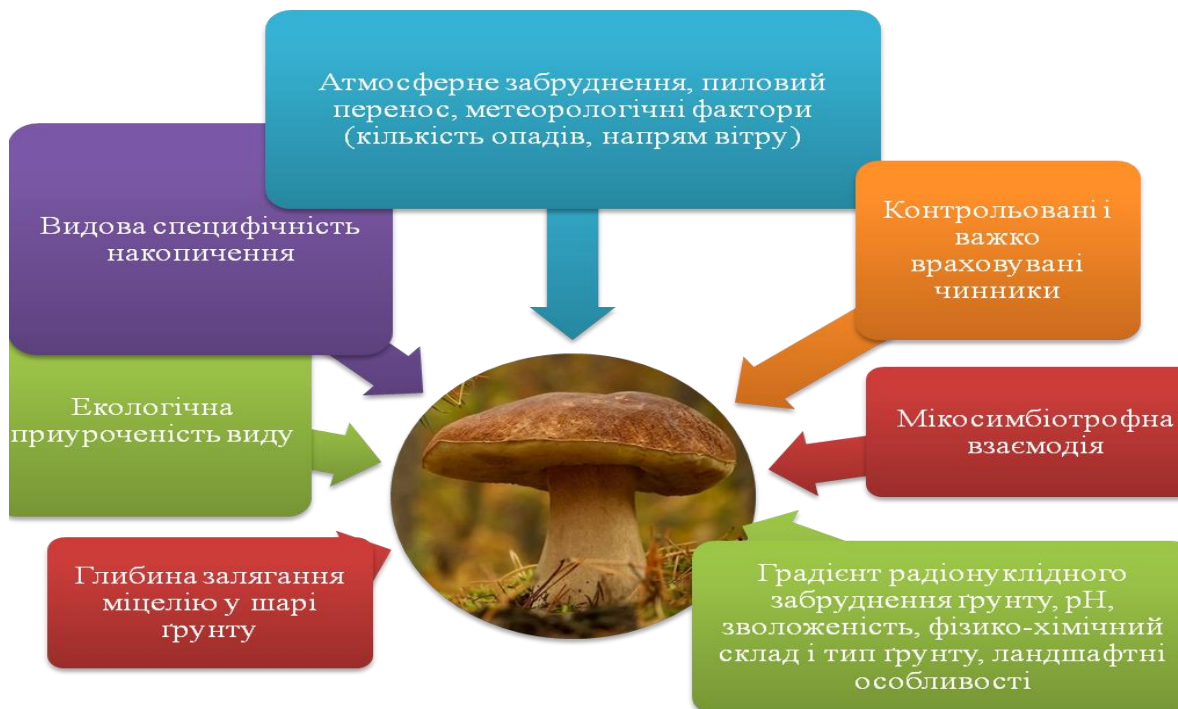 Атмосферне забруднення, пиловий
перенос, метеорологічні фактори
(кількість опадів, напрям вітру)
Видова специфічність
накопичення
Контрольовані і
важко
враховувані
чинники
Екологічна
приуроченість виду
Мікосимбіотрофна
взаємодія
Глибина залягання
міцелію у шарі
ґрунту
Градієнт радіонуклідного
забруднення ґрунту, рН,
зволоженість, фізико-хімічний
склад і тип ґрунту, ландшафтні
особливості